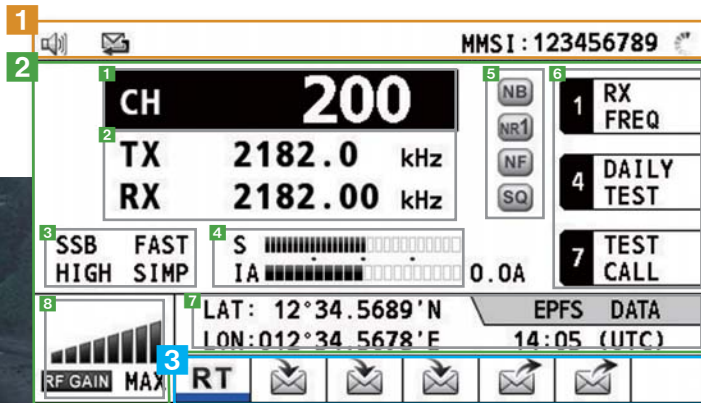 1
MMSI:123456789
2
1
CH 200
5
NB
NR1
NF
SQ
6
1 RX
FREQ
2
TX 2182.0 kHz
RX 2182.00 kHz
4 DAILY
TEST
3
SSB FAST
HIGH SIMP
4
S
IA 0.0A
7 TEST
CALL
8
RF GAIN MAX
7
LAT: 12°34.5689'N EPFS DATA
LON:012°34.5678'E 14:05 (UTC)
3
RT